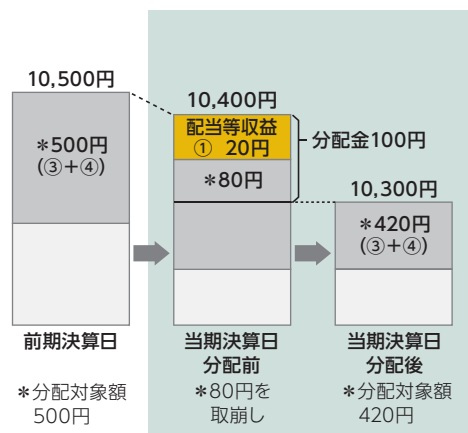 10,500円
*500円
(③+④)
前期決算日
*分配対象額
500円
10,400円
配当等収益
① 20円
*80円
分配金100円
当期決算日
分配前
*80円を
取崩し
10,300円
*420円
(③+④)
当期決算日
分配後
*分配対象額
420円